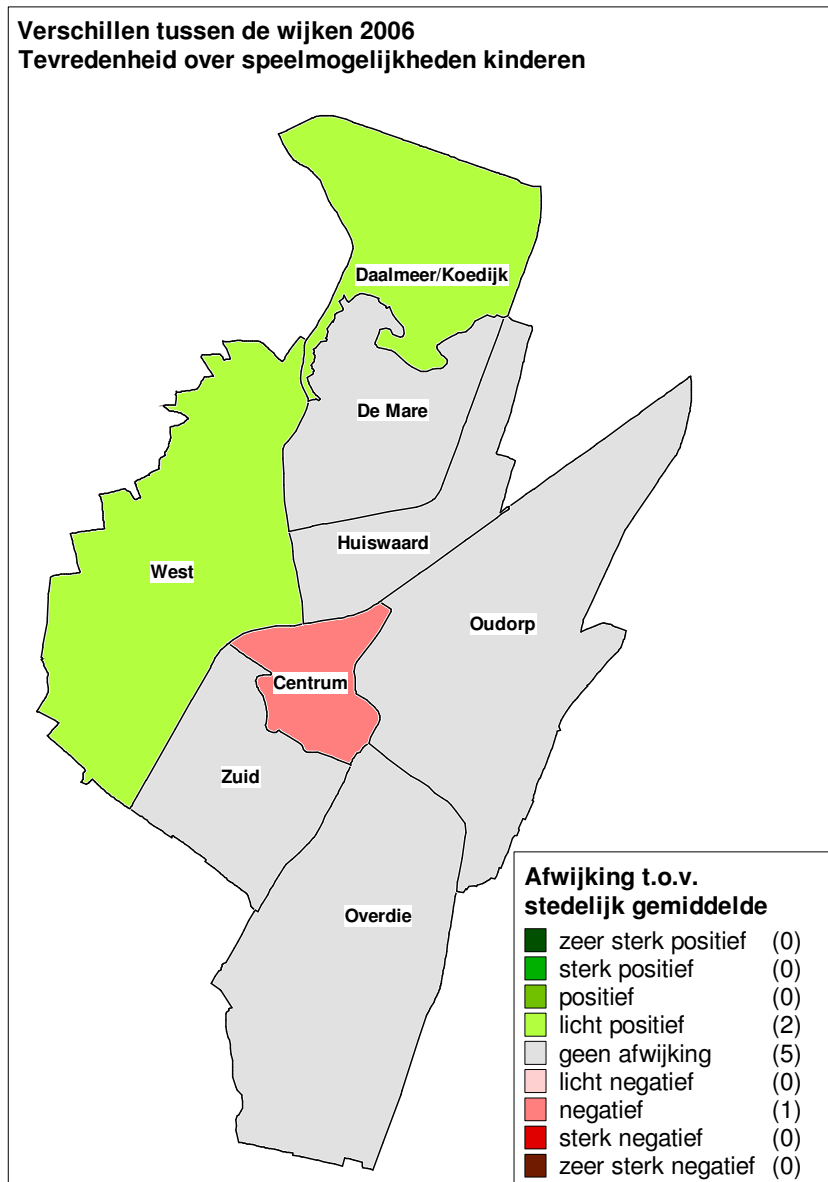 Verschillen tussen de wijken 2006
Tevredenheid over speelmogelijkheden kinderen
Daalmeer/Koedijk
De Mare
Huiswaard
West
Oudorp
Centrum
Zuid
Overdie
Afwijking t.o.v.
stedelijk gemiddelde
zeer sterk positief (0)
sterk positief (0)
positief (0)
licht positief (2)
geen afwijking (5)
licht negatief (0)
negatief (1)
sterk negatief (0)
zeer sterk negatief (0)